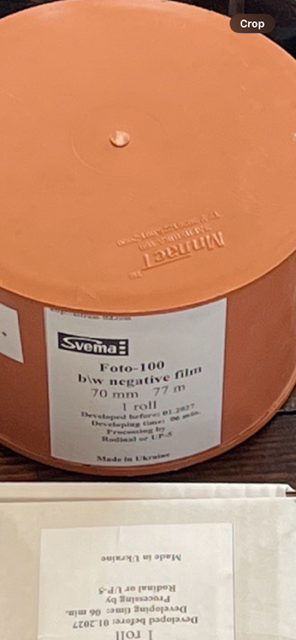 Crop
Svema
Foto-100
b\w negative film
70 mm 77 m
1 roll
Developed before: 01.2027
Developing time: 06 min.
Processing by
Rodinal or UP-5
Made in Ukraine
Made in Ukraine
Rodinal or UP-5
Processing by
Developing time: 06 min.
Developed before: 01.2027
1 roll